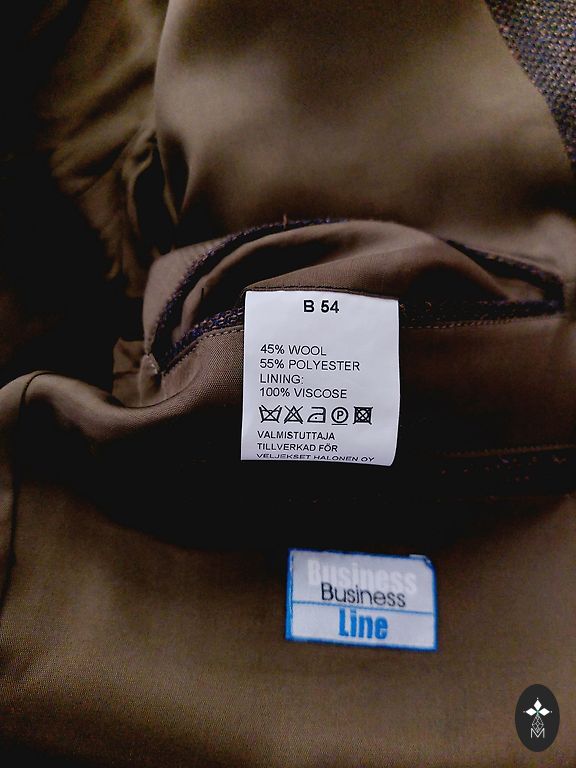 B 54
45% WOOL
55% POLYESTER
LINING:
100% VISCOSE
P
VALMISTUTTAJA
TILLVERKAD FÖR
VELJEKSET HALONEN OY
Business
Business
Line
M